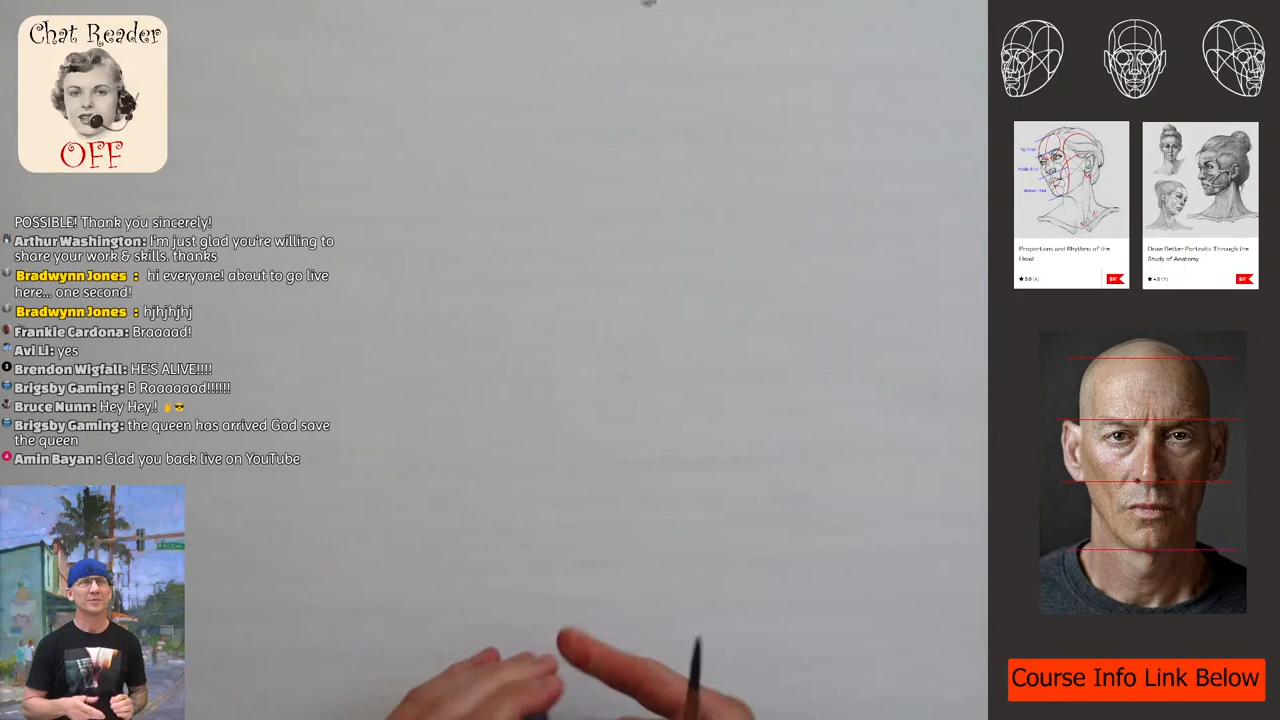 Chat Reader
OFF
POSSIBLE! Thank you sincerely!
Arthur Washington: I'm just glad you're willing to
share your work & skills. thanks
Bradwynn Jones : hi everyone! about to go live
here... one second!
Bradwynn Jones : hjhjhjhj
Frankie Cardona: Braaaad!
Avi Li: yes
Brendon Wigfall: HE'S ALIVE!!!!
Brigsby Gaming: B Raaaaaad!!!!!!
Bruce Nunn: Hey Hey.! ✌😎
Brigsby Gaming: the queen has arrived God save
the queen
Amin Bayan : Glad you back live on YouTube
Proportions and Rhythms of the
Head
Draw Better Portraits Through the
Study of Anatomy
Course Info Link Below